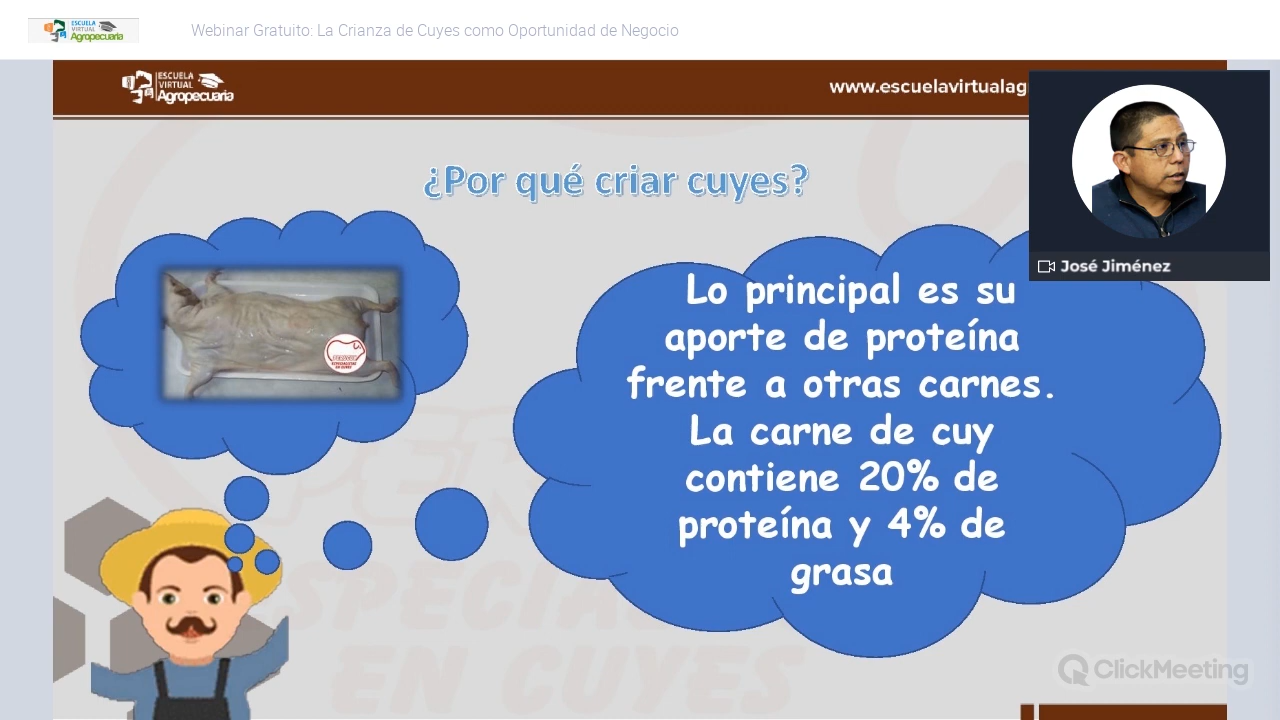 ESCUELA
VIRTUAL
Agropecuaria
Webinar Gratuito: La Crianza de Cuyes como Oportunidad de Negocio
ESCUELA
VIRTUAL
Agropecuaria
www.escuelavirtualag
¿Por qué criar cuyes?
José Jiménez
Lo principal es su
aporte de proteína
frente a otras carnes.
La carne de cuy
contiene 20% de
proteína y 4% de
grasa
EN CUYES
ClickMeeting